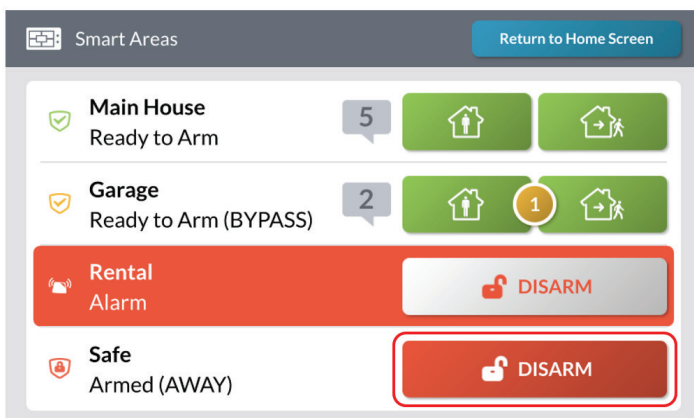 Smart Areas
Return to Home Screen
Main House
Ready to Arm
5
Garage
Ready to Arm (BYPASS)
2
1
Rental
Alarm
DISARM
Safe
Armed (AWAY)
DISARM